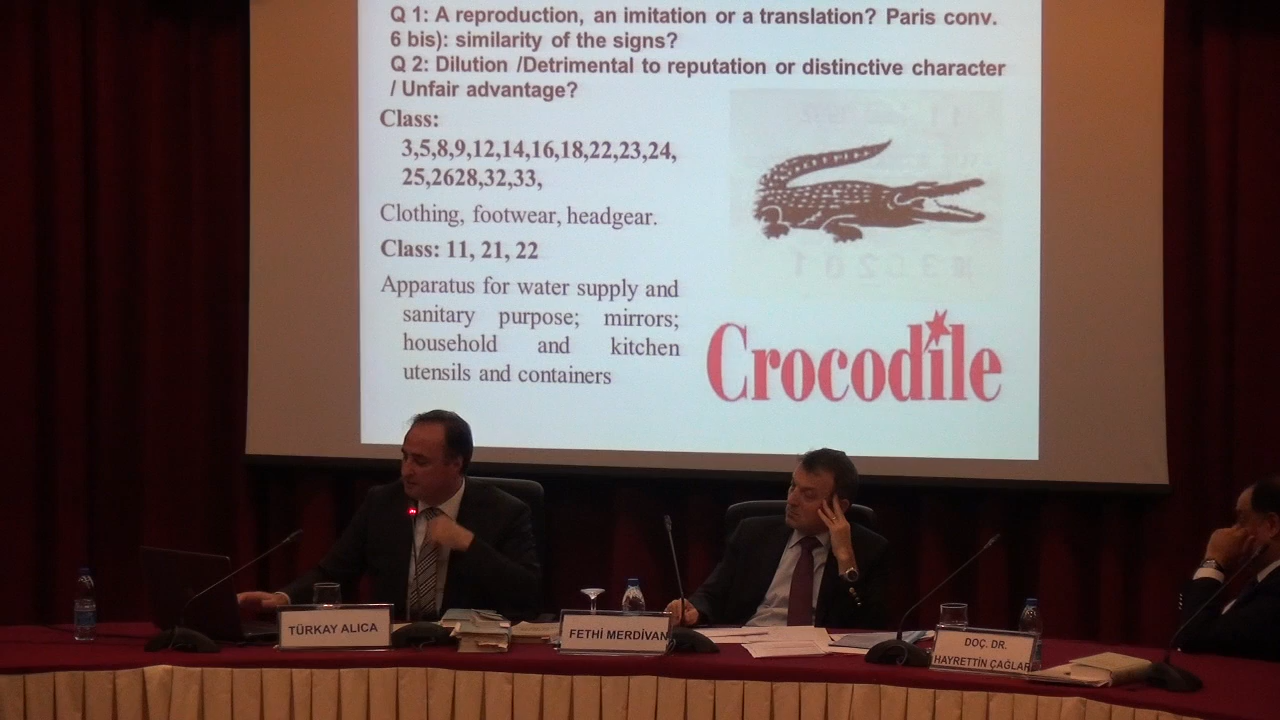 Q 1: A reproduction, an imitation or a translation? Paris conv.
6 bis): similarity of the signs?
Q 2: Dilution /Detrimental to reputation or distinctive character
/ Unfair advantage?
Class:
3,5,8,9,12,14,16,18,22,23,24,
25,2628,32,33,
Clothing, footwear, headgear.
Class: 11, 21, 22
Apparatus for water supply and
sanitary purpose; mirrors;
household and kitchen
utensils and containers
Crocodile
TÜRKAY ALICA
FETHİ MERDİVAN
DOÇ. DR.
HAYRETTİN ÇAĞLAR